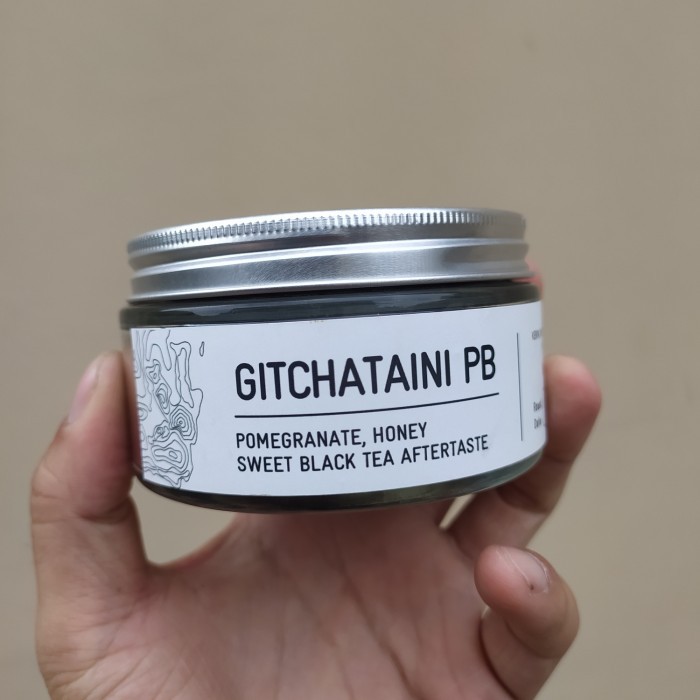 GITCHATAINI PB
POMEGRANATE, HONEY
SWEET BLACK TEA AFTERTASTE